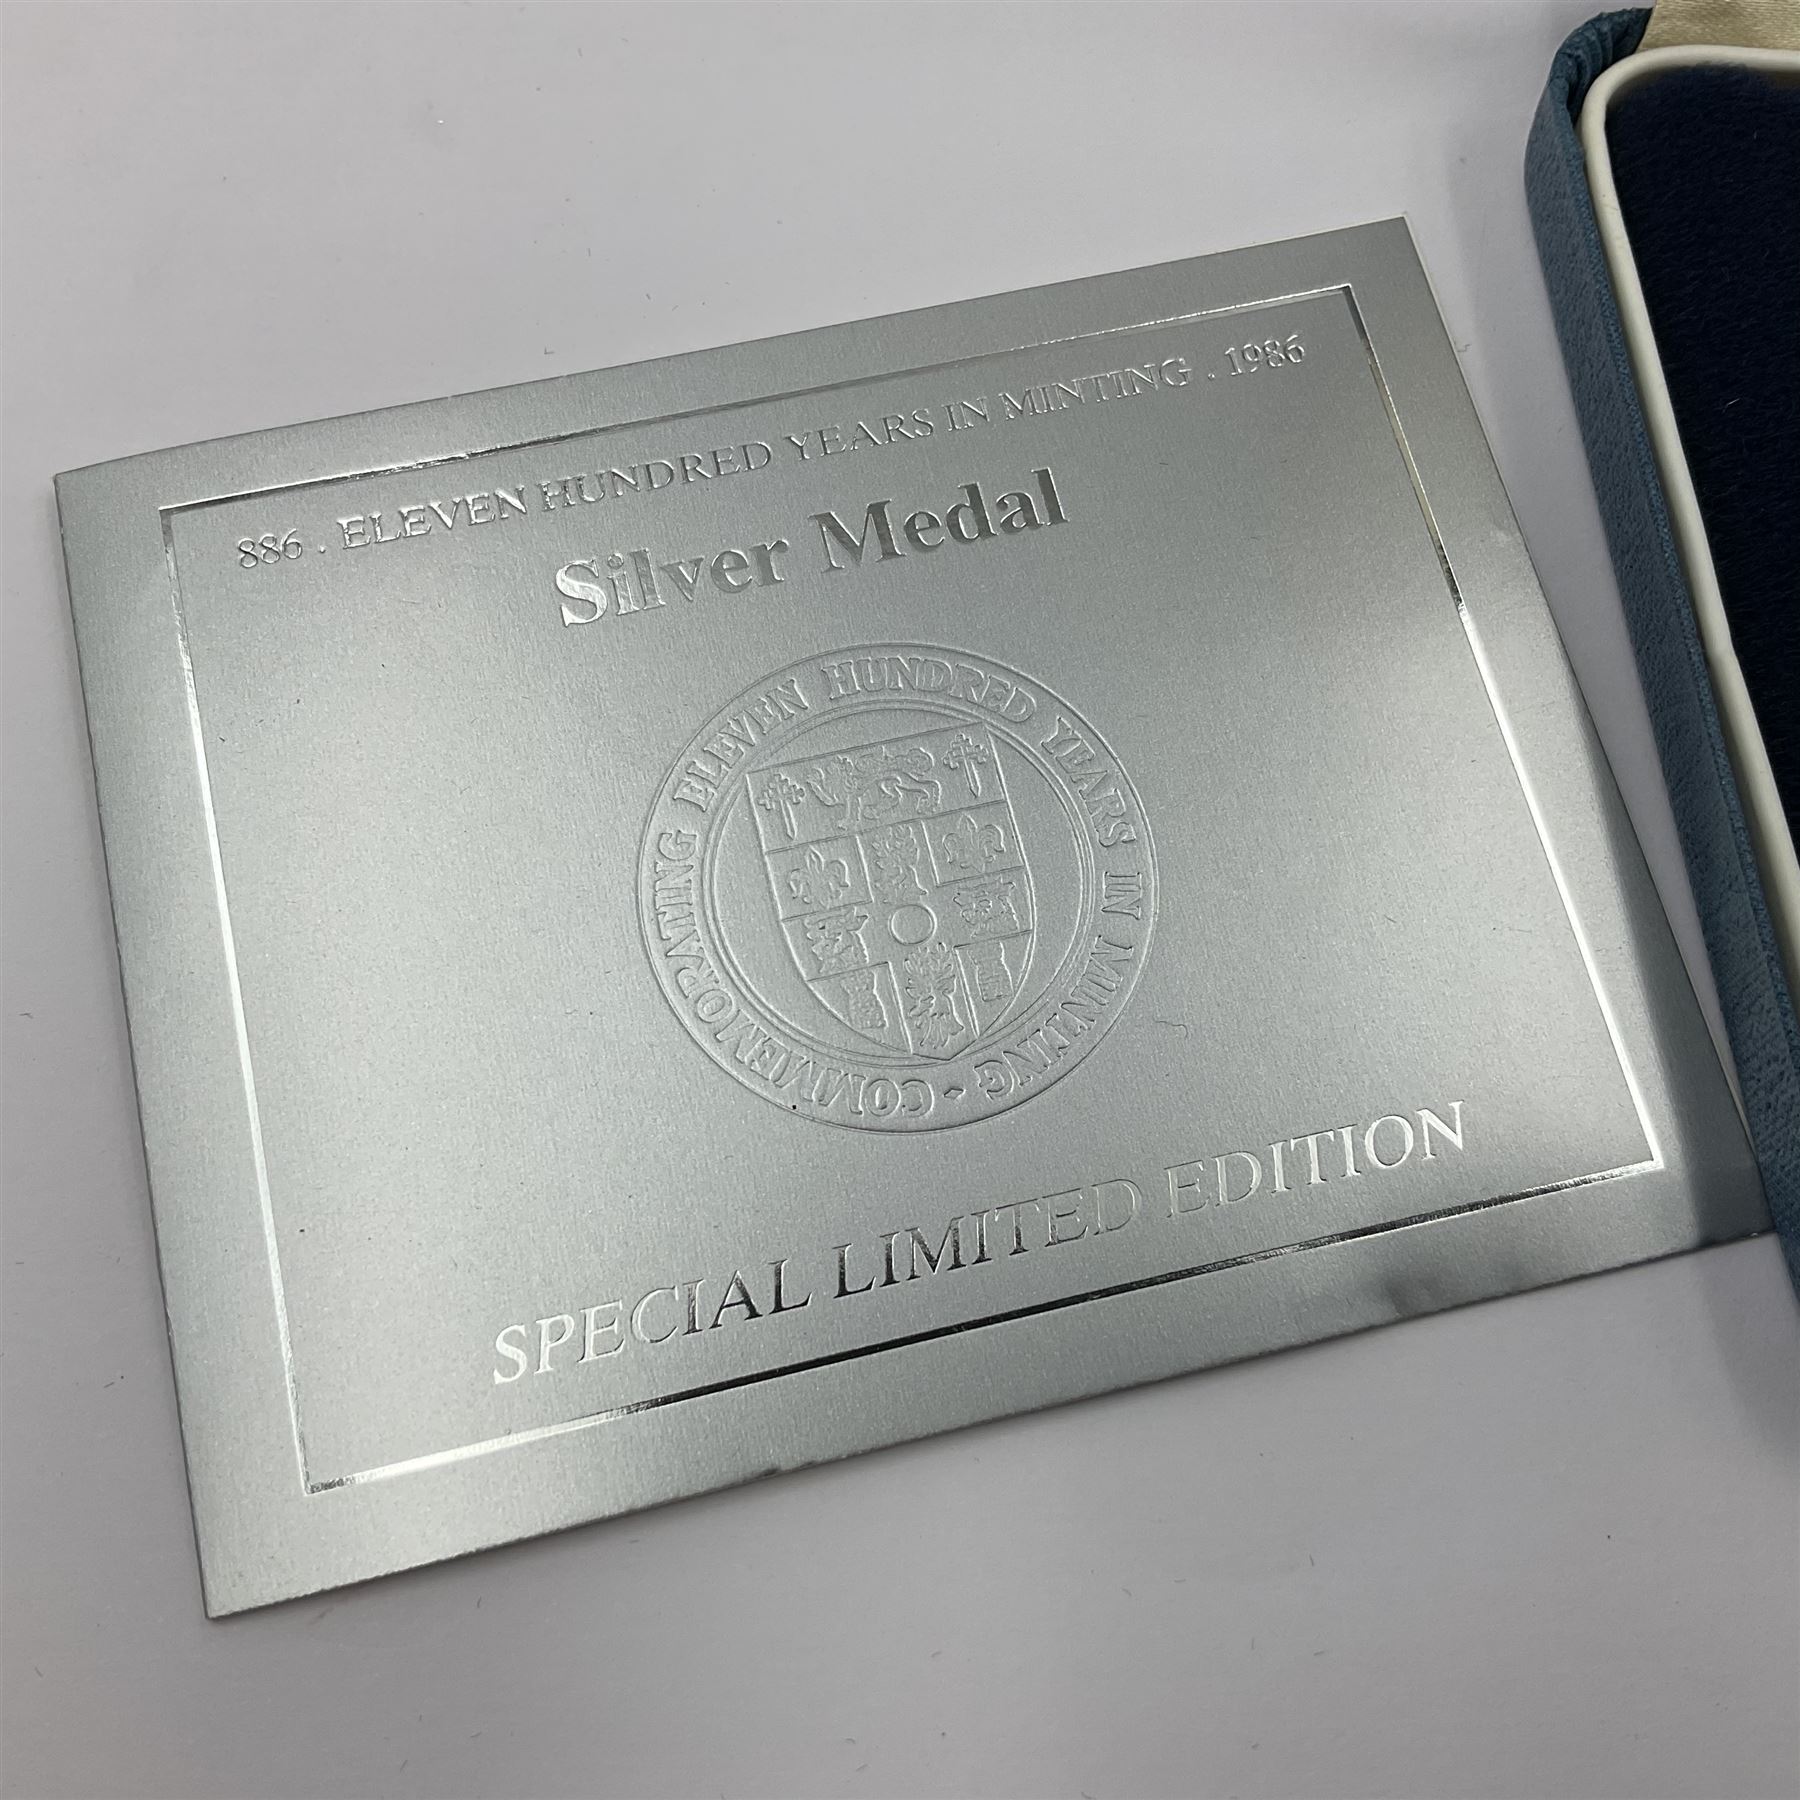 886 . ELEVEN HUNDRED YEARS IN MINTING . 1986
Silver Medal
COMMEMORATING ELEVEN HUNDRED YEARS IN MINTING ·
SPECIAL LIMITED EDITION